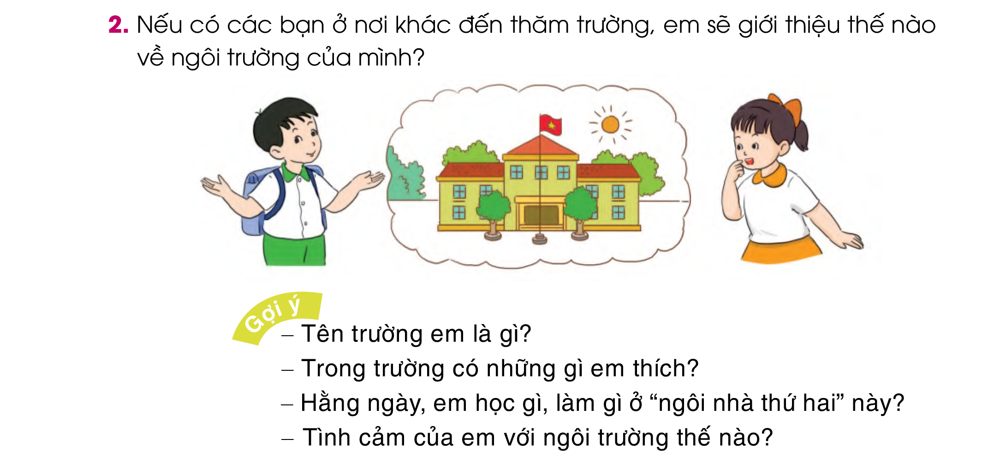 2. Nếu có các bạn ở nơi khác đến thăm trường, em sẽ giới thiệu thế nào
về ngôi trường của mình?
Gợi ý
– Tên trường em là gì?
– Trong trường có những gì em thích?
– Hằng ngày, em học gì, làm gì ở “ngôi nhà thứ hai” này?
– Tình cảm của em với ngôi trường thế nào?